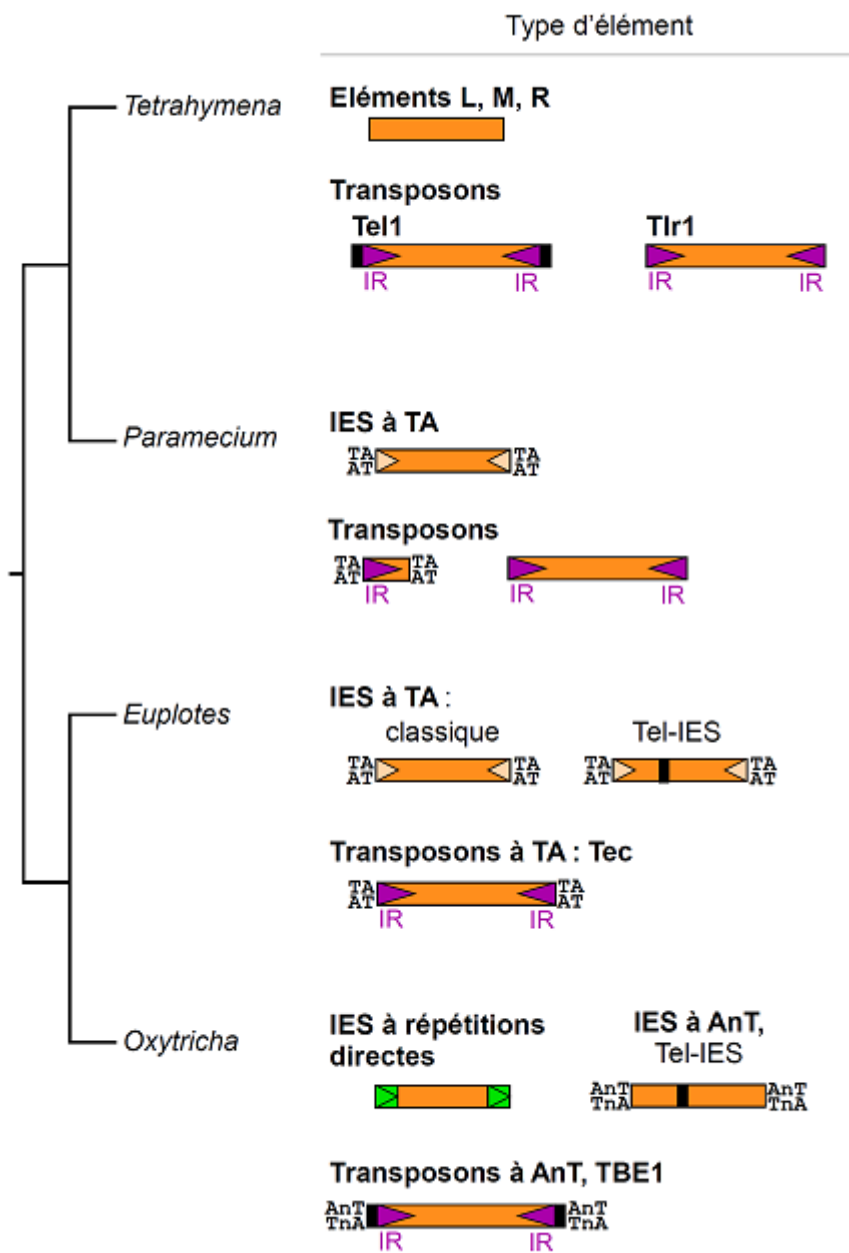 Type d'élément
Tetrahymena
Eléments L, M, R
Transposons
Tel1 Tlr1
IR IR IR IR
Paramecium
IES à TA
TA TA
AT AT
Transposons
TA TA
AT AT
IR IR IR
Euplotes
IES à TA :
classique Tel-IES
TA TA TA TA
AT AT AT AT
Transposons à TA : Tec
TA TA
AT AT
IR IR
Oxytricha
IES à répétitions
directes
IES à AnT,
Tel-IES
AnT AnT
TnA TnA
Transposons à AnT, TBE1
AnT AnT
TnA TnA
IR IR